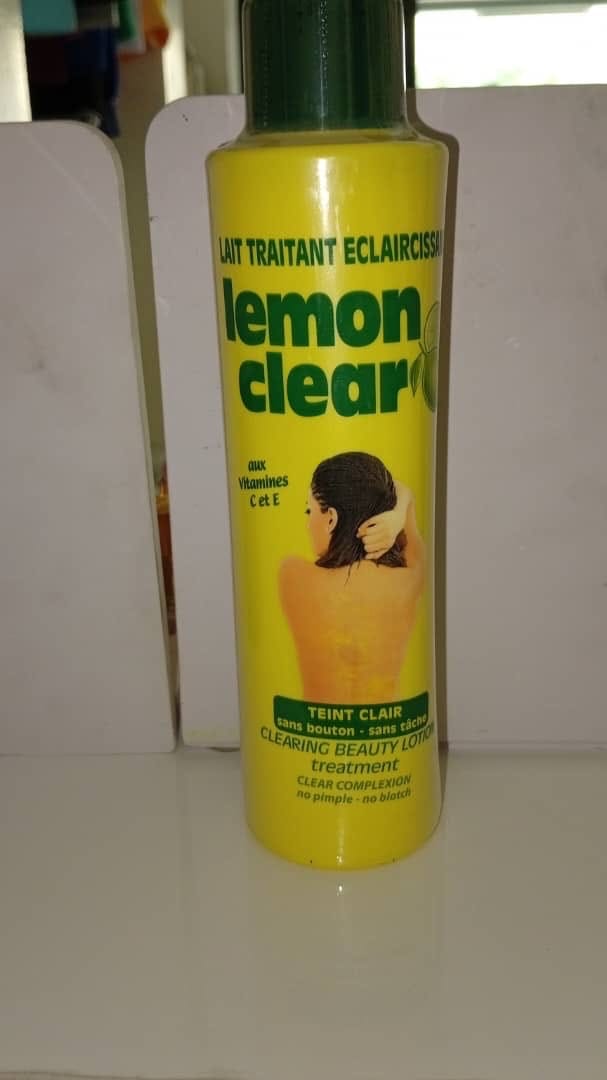 LAIT TRAITANT ECLAIRCISSA
lemon
clear
aux
Vitamines
C et E
TEINT CLAIR
sans bouton - sans tâche
CLEARING BEAUTY LOTION
treatment
CLEAR COMPLEXION
no pimple - no blotch